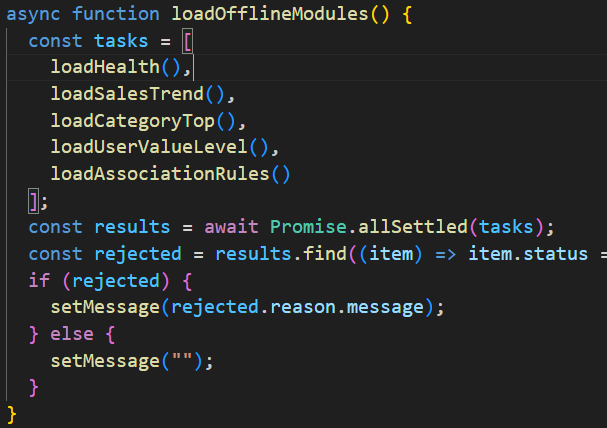 async function loadOfflineModules() {
  const tasks = [
    loadHealth(),
    loadSalesTrend(),
    loadCategoryTop(),
    loadUserValueLevel(),
    loadAssociationRules()
  ];
  const results = await Promise.allSettled(tasks);
  const rejected = results.find((item) => item.status =
  if (rejected) {
    setMessage(rejected.reason.message);
  } else {
    setMessage("");
  }
}